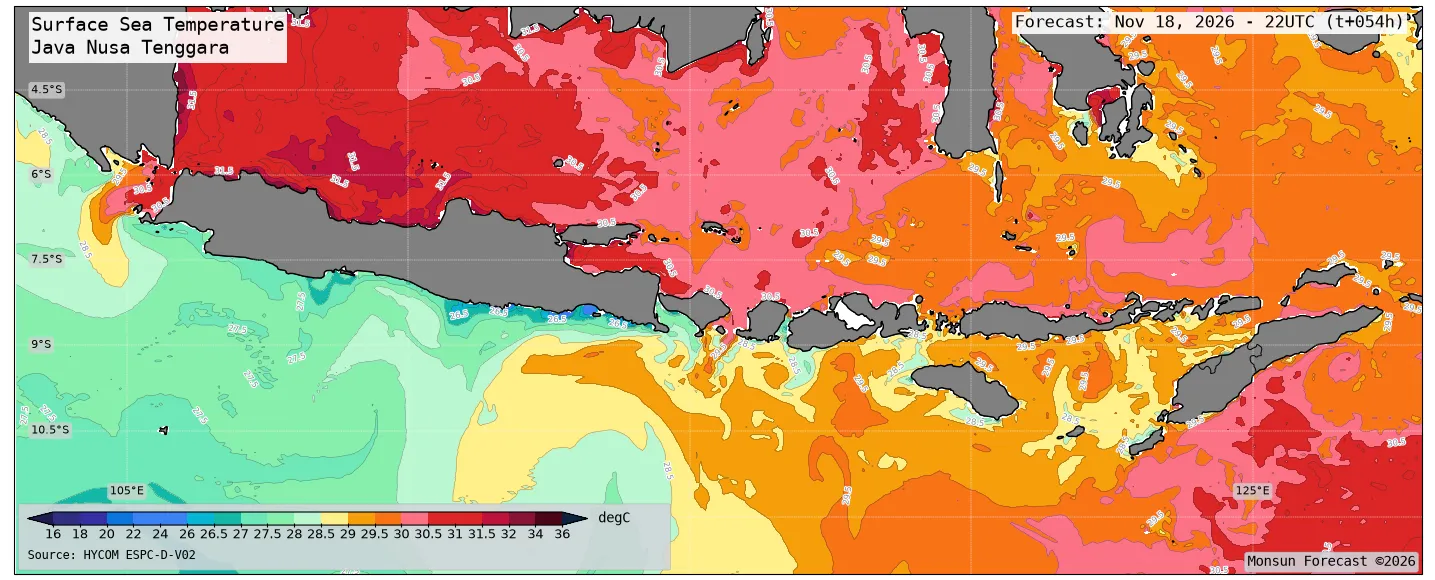 Surface Sea Temperature
Java Nusa Tenggara
Forecast: Nov 18, 2026 - 22UTC (t+054h)
4.5°S
6°S
7.5°S
9°S
10.5°S
105°E
125°E
16 18 20 22 24 26 26.5 27 27.5 28 28.5 29 29.5 30 30.5 31 31.5 32 34 36
degC
Source: HYCOM ESPC-D-V02
Monsun Forecast ©2026